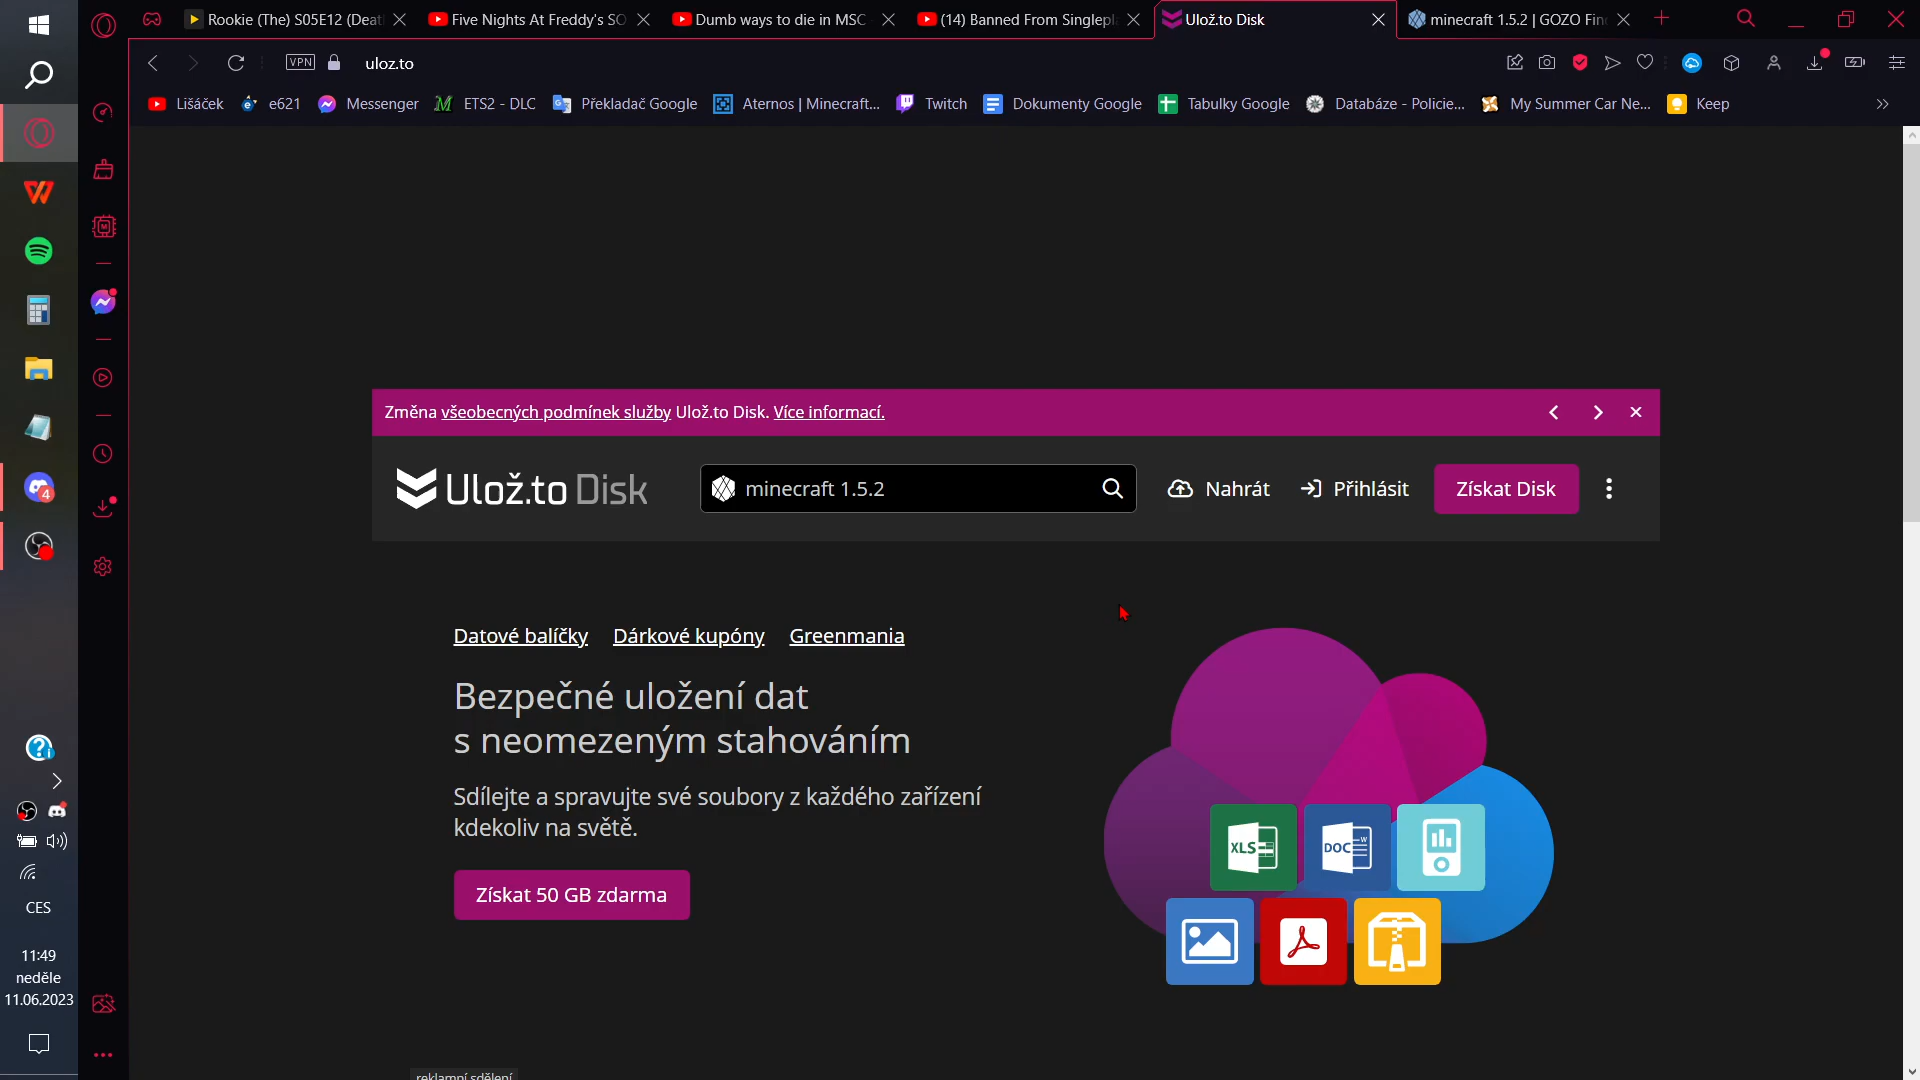 Rookie (The) S05E12 (Deat
Five Nights At Freddy's SO
Dumb ways to die in MSC
(14) Banned From Singlepl
Ulož.to Disk
minecraft 1.5.2 | GOZO Fin
VPN
uloz.to
Lišáček
e621
Messenger
ETS2 - DLC
Překladač Google
Aternos | Minecraft...
Twitch
Dokumenty Google
Tabulky Google
Databáze - Policie...
My Summer Car Ne...
Keep
Změna všeobecných podmínek služby Ulož.to Disk. Více informací.
Ulož.to Disk
minecraft 1.5.2
Nahrát
Přihlásit
Získat Disk
Datové balíčky
Dárkové kupóny
Greenmania
Bezpečné uložení dat
s neomezeným stahováním
Sdílejte a spravujte své soubory z každého zařízení
kdekoliv na světě.
Získat 50 GB zdarma
XLS
DOC
W
4
CES
11:49
neděle
11.06.2023
reklamní sdělení